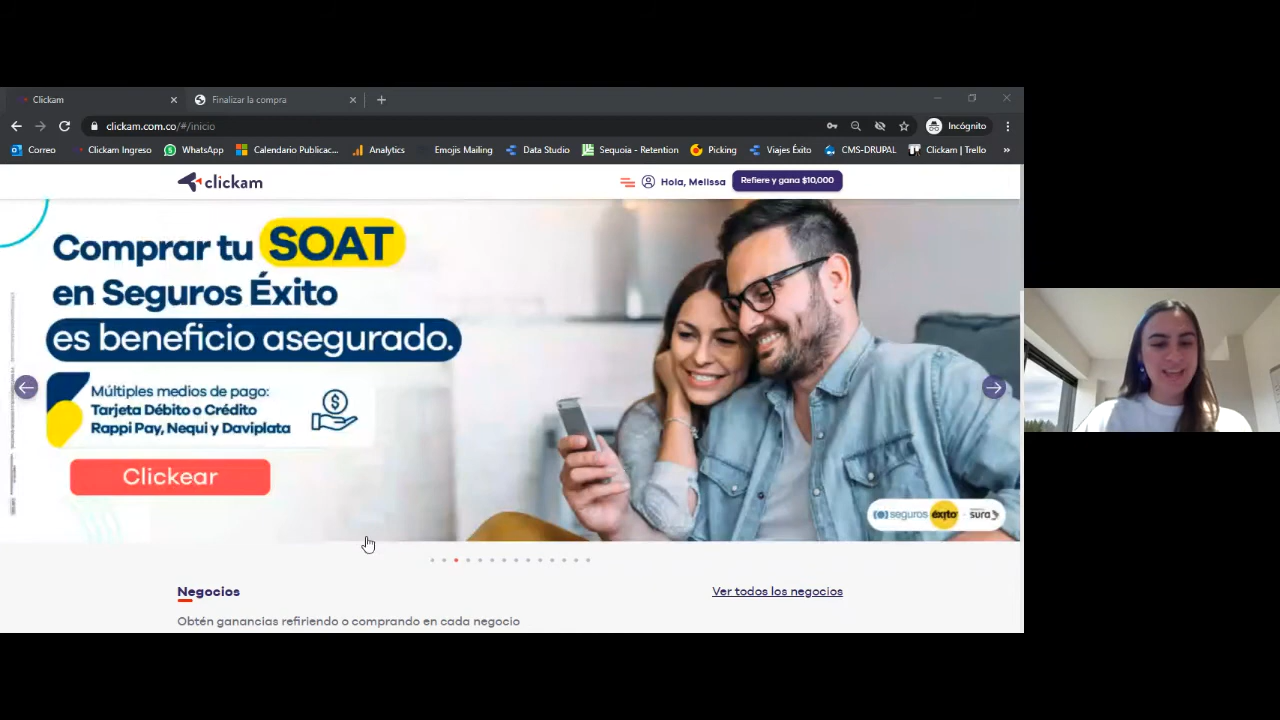 Clickam
Finalizar la compra
clickam.com.co/#/inicio
Incógnito
Correo
Clickam Ingreso
WhatsApp
Calendario Publicac...
Analytics
Emojis Mailing
Data Studio
Sequoia - Retention
Picking
Viajes Éxito
CMS-DRUPAL
Clickam | Trello
»
clickam
Hola, Melissa
Refiere y gana $10,000
Comprar tu SOAT
en Seguros Éxito
es beneficio asegurado.
Múltiples medios de pago:
Tarjeta Débito o Crédito
Rappi Pay, Nequi y Daviplata
Clickear
seguros éxito
sura
Negocios
Ver todos los negocios
Obtén ganancias refiriendo o comprando en cada negocio